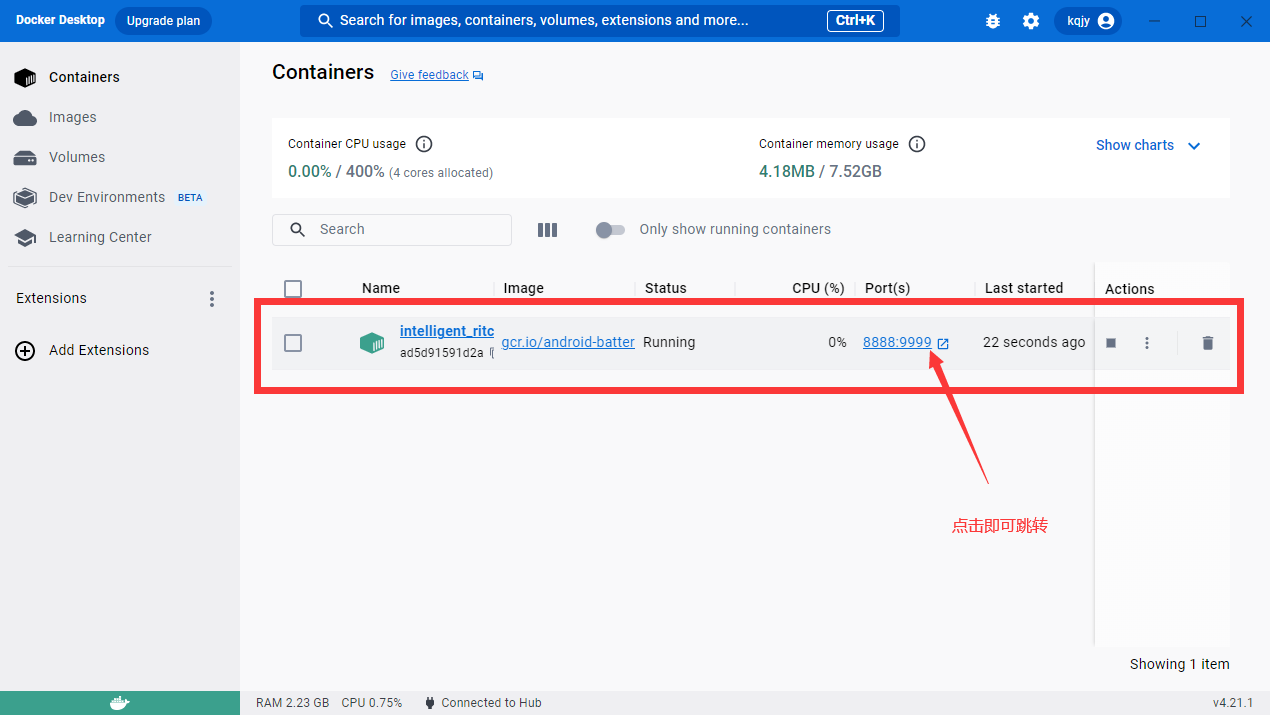 Docker Desktop
Upgrade plan
Search for images, containers, volumes, extensions and more...
Ctrl+K
kqjy
Containers
Images
Volumes
Dev Environments BETA
Learning Center
Extensions
Add Extensions
Containers
Give feedback
Container CPU usage
0.00% / 400% (4 cores allocated)
Container memory usage
4.18MB / 7.52GB
Show charts
Search
Only show running containers
Name Image Status CPU (%) Port(s) Last started Actions
intelligent_ritc
ad5d91591d2a
gcr.io/android-batter
Running
0%
8888:9999
22 seconds ago
点击即可跳转
Showing 1 item
RAM 2.23 GB CPU 0.75% Connected to Hub
v4.21.1